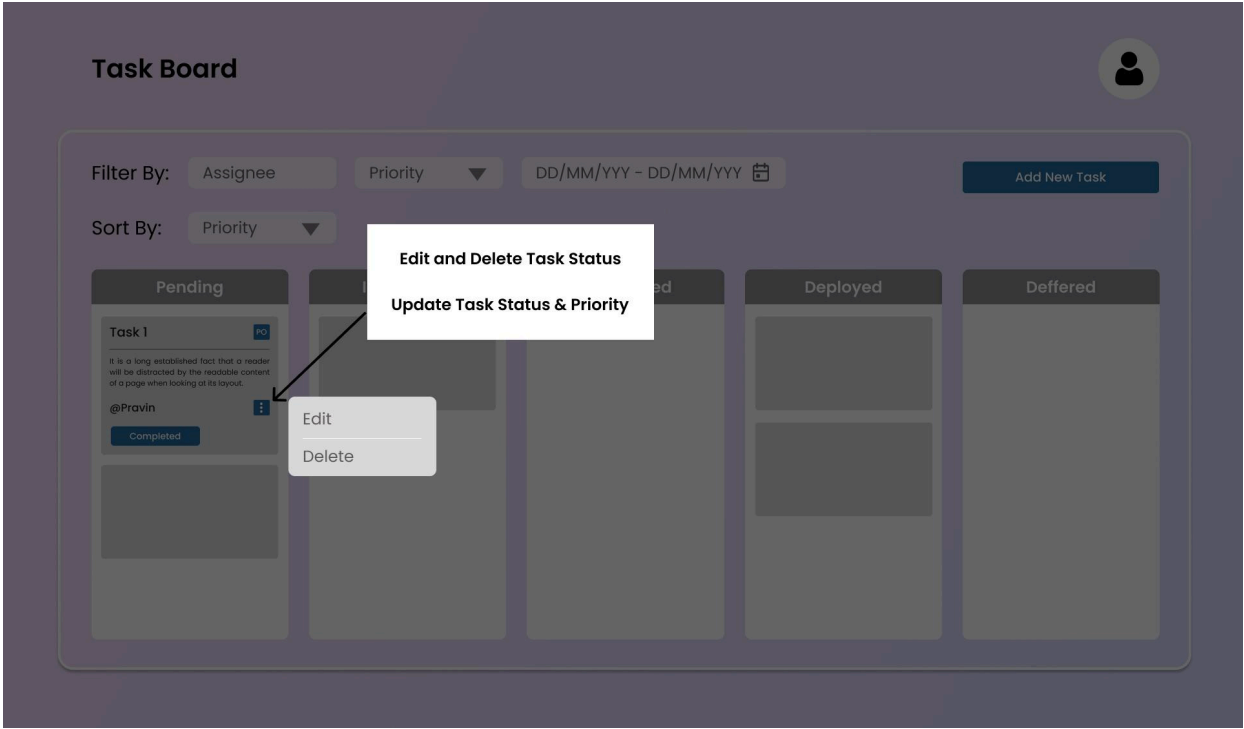 Task Board
Filter By:
Assignee
Priority
DD/MM/YYY - DD/MM/YYY
Add New Task
Sort By:
Priority
Edit and Delete Task Status
Update Task Status & Priority
Pending
Deployed
Deffered
Task 1
P0
It is a long established fact that a reader
will be distracted by the readable content
of a page when looking at its layout.
@Pravin
Completed
Edit
Delete